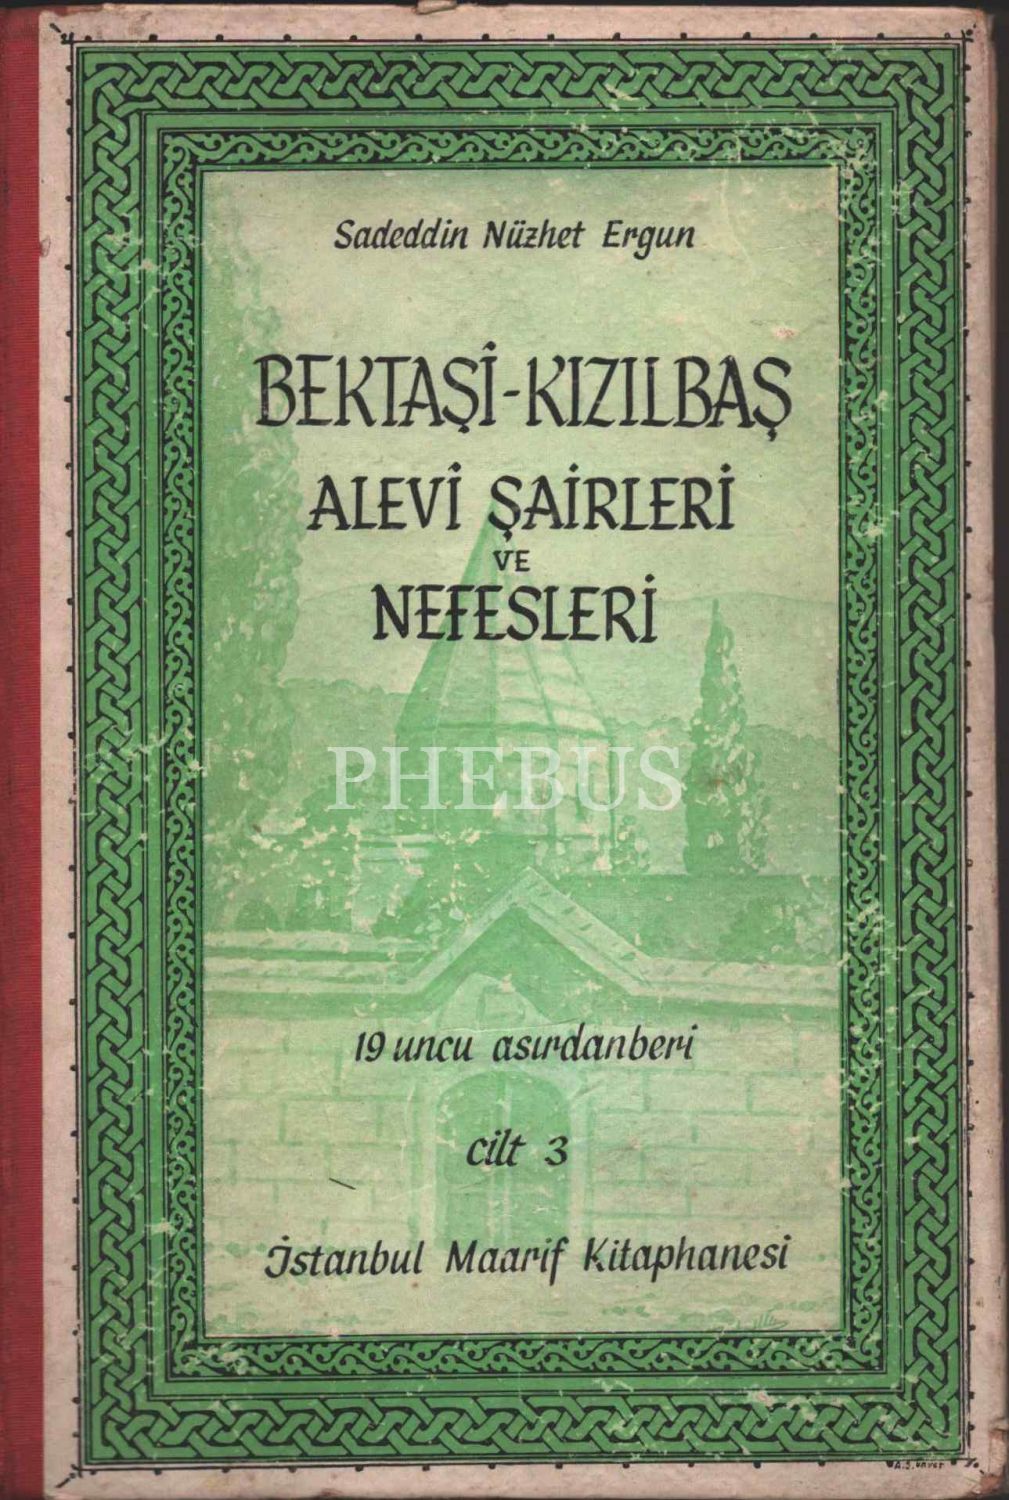 Sadeddin Nüzhet Ergun
BEKTAŞİ-KIZILBAŞ
ALEVİ ŞAİRLERİ
VE
NEFESLERİ
PHEBUS
19 uncu asırdanberi
cilt 3
İstanbul Maarif Kitaphanesi